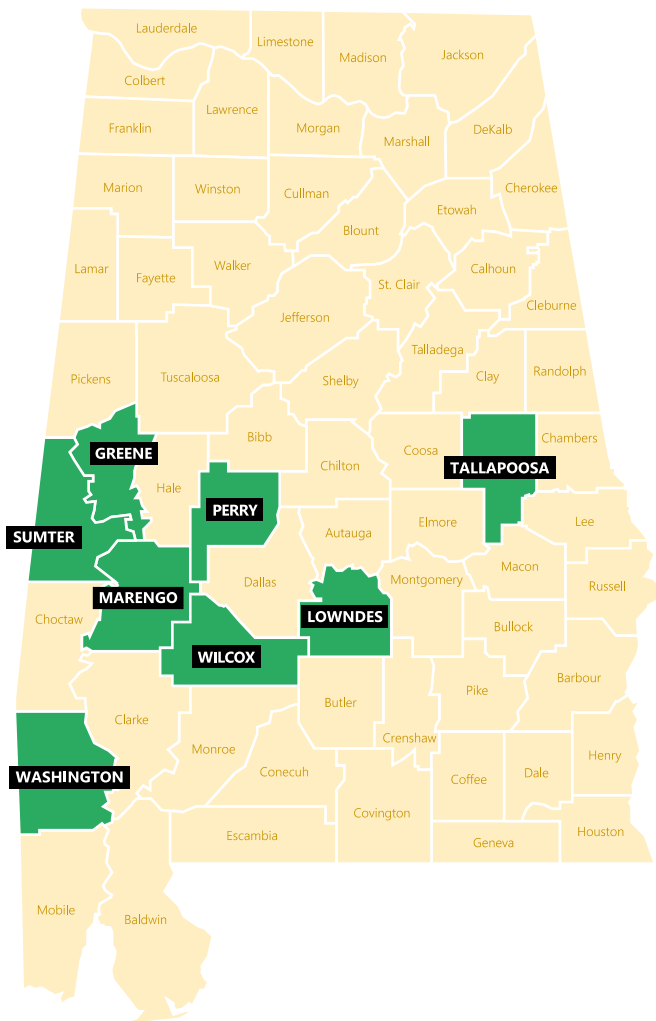 Lauderdale
Limestone
Madison
Jackson
Colbert
Lawrence
Franklin
Morgan
Marshall
DeKalb
Marion
Winston
Cullman
Cherokee
Etowah
Blount
Lamar
Fayette
Walker
Calhoun
St. Clair
Cleburne
Jefferson
Talladega
Pickens
Tuscaloosa
Shelby
Clay
Randolph
Bibb
Chambers
GREENE
Coosa
Chilton
TALLAPOOSA
Hale
PERRY
Elmore
Lee
SUMTER
Autauga
Macon
Dallas
Montgomery
Russell
MARENGO
Choctaw
LOWNDES
Bullock
WILCOX
Barbour
Pike
Butler
Clarke
Crenshaw
Monroe
Henry
Conecuh
WASHINGTON
Coffee
Dale
Covington
Escambia
Houston
Geneva
Mobile
Baldwin